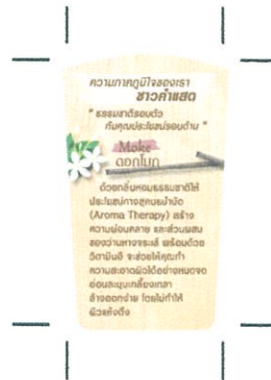 ความภาคภูมิใจของเรา
ชาวคำแสด
" ธรรมชาติรอบตัว
กับคุณประโยชน์รอบด้าน "
Moke
ดอกโมก
ด้วยกลิ่นหอมธรรมชาติให้
ประโยชน์ทางสุคนธบำบัด
(Aroma Therapy) สร้าง
ความผ่อนคลาย และส่วนผสม
ของว่านหางจระเข้ พร้อมด้วย
วิตามินอี จะช่วยให้คุณทำ
ความสะอาดผิวได้อย่างหมดจด
อ่อนละมุนเกลี้ยงเกลา
ล้างออกง่าย โดยไม่ทำให้
ผิวแห้งตึง